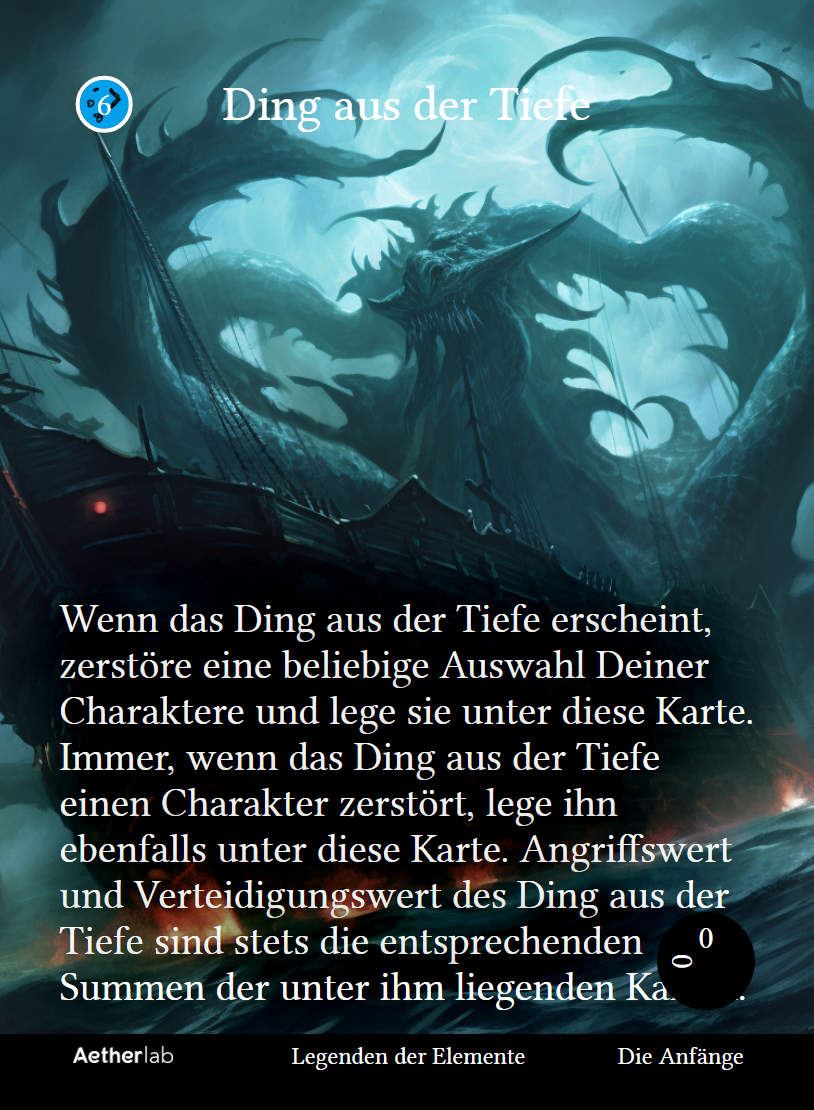 6
Ding aus der Tiefe
Wenn das Ding aus der Tiefe erscheint,
zerstöre eine beliebige Auswahl Deiner
Charaktere und lege sie unter diese Karte.
Immer, wenn das Ding aus der Tiefe
einen Charakter zerstört, lege ihn
ebenfalls unter diese Karte. Angriffswert
und Verteidigungswert des Ding aus der
Tiefe sind stets die entsprechenden
Summen der unter ihm liegenden
0
0
Aetherlab
Legenden der Elemente
Die Anfänge